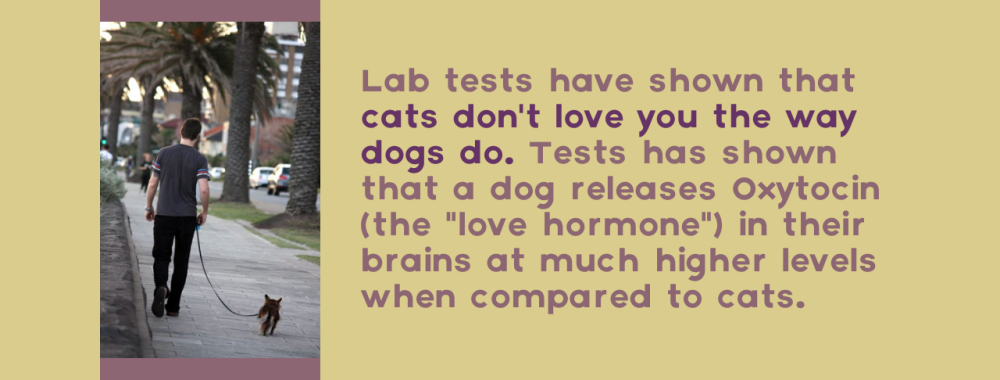 Lab tests have shown that
cats don't love you the way
dogs do. Tests has shown
that a dog releases Oxytocin
(the "love hormone") in their
brains at much higher levels
when compared to cats.